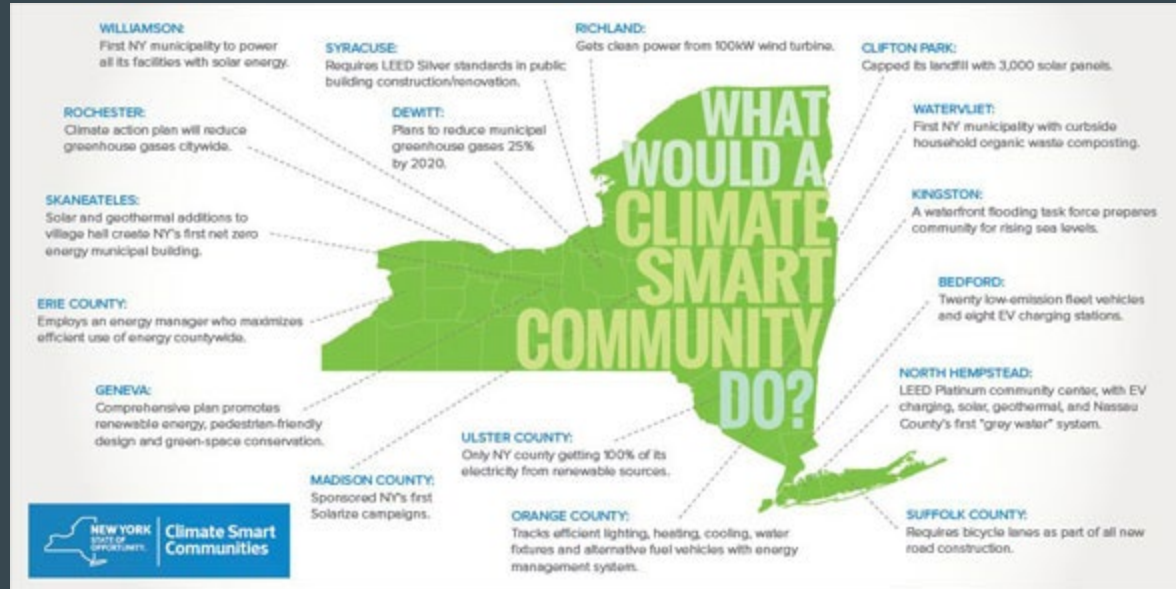 WILLIAMSON:
First NY municipality to power
all its facilities with solar energy.
SYRACUSE:
Requires LEED Silver standards in public
building construction/renovation.
RICHLAND:
Gets clean power from 100kW wind turbine.
CLIFTON PARK:
Capped its landfill with 3,000 solar panels.
ROCHESTER:
Climate action plan will reduce
greenhouse gases citywide.
DEWITT:
Plans to reduce municipal
greenhouse gases 25%
by 2020.
WATERVLIET:
First NY municipality with curbside
household organic waste composting.
SKANEATELES:
Solar and geothermal additions to
village hall create NY's first net zero
energy municipal building.
KINGSTON:
A waterfront flooding task force prepares
community for rising sea levels.
WHAT
WOULD A
CLIMATE
SMART
COMMUNITY
DO?
ERIE COUNTY:
Employs an energy manager who maximizes
efficient use of energy countywide.
BEDFORD:
Twenty low-emission fleet vehicles
and eight EV charging stations.
GENEVA:
Comprehensive plan promotes
renewable energy, pedestrian-friendly
design and green-space conservation.
NORTH HEMPSTEAD:
LEED Platinum community center, with EV
charging, solar, geothermal, and Nassau
County's first "grey water" system.
ULSTER COUNTY:
Only NY county getting 100% of its
electricity from renewable sources.
MADISON COUNTY:
Sponsored NY's first
Solarize campaigns.
ORANGE COUNTY:
Tracks efficient lighting, heating, cooling, water
fixtures and alternative fuel vehicles with energy
management system.
SUFFOLK COUNTY:
Requires bicycle lanes as part of all new
road construction.
NEW YORK
STATE OF
OPPORTUNITY.
Climate Smart
Communities